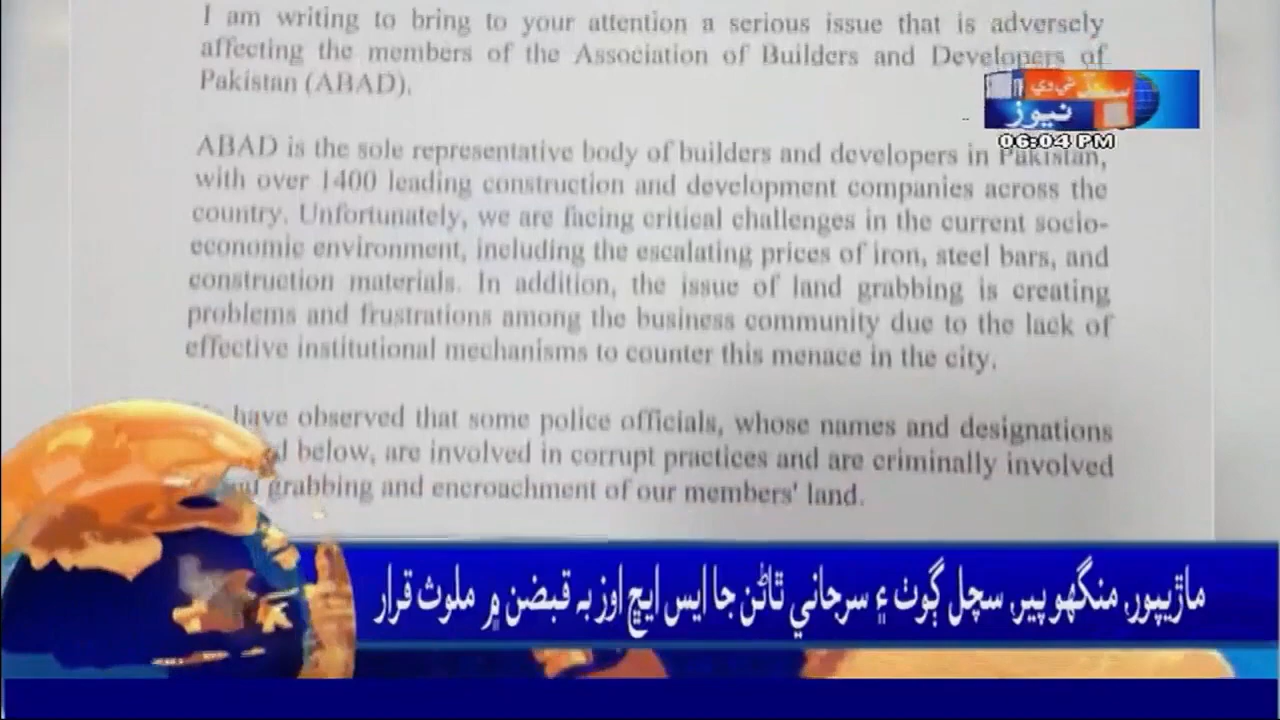 I am writing to bring to your attention a serious issue that is adversely
affecting the members of the Association of Builders and Developers of
Pakistan (ABAD).
سنڌ ٽي وي
نيوز
06:04 PM
ABAD is the sole representative body of builders and developers in Pakistan,
with over 1400 leading construction and development companies across the
country. Unfortunately, we are facing critical challenges in the current socio-
economic environment, including the escalating prices of iron, steel bars, and
construction materials. In addition, the issue of land grabbing is creating
problems and frustrations among the business community due to the lack of
effective institutional mechanisms to counter this menace in the city.
have observed that some police officials, whose names and designations
below, are involved in corrupt practices and are criminally involved
grabbing and encroachment of our members' land.
ماڙيپور، منگھو پير، سچل ڳوٺ ۽ سرجاني ٿاڻن جا ايس ايڇ اوز به قبضن ۾ ملوث قرار